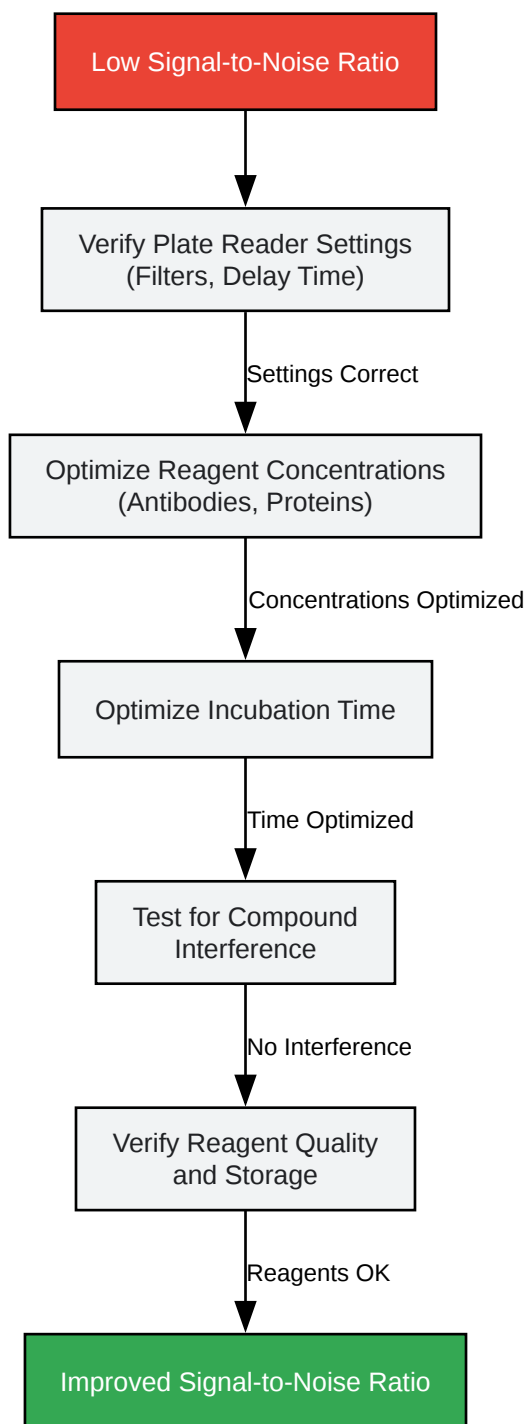 Low Signal-to-Noise Ratio
Verify Plate Reader Settings
(Filters, Delay Time)
Settings Correct
Optimize Reagent Concentrations
(Antibodies, Proteins)
Concentrations Optimized
Optimize Incubation Time
Time Optimized
Test for Compound
Interference
No Interference
Verify Reagent Quality
and Storage
Reagents OK
Improved Signal-to-Noise Ratio